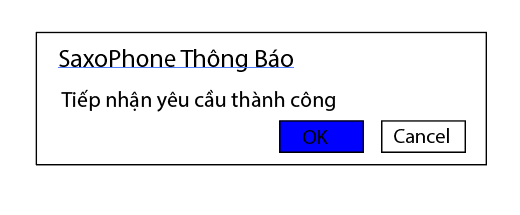 SaxoPhone Thông Báo
Tiếp nhận yêu cầu thành công
OK Cancel